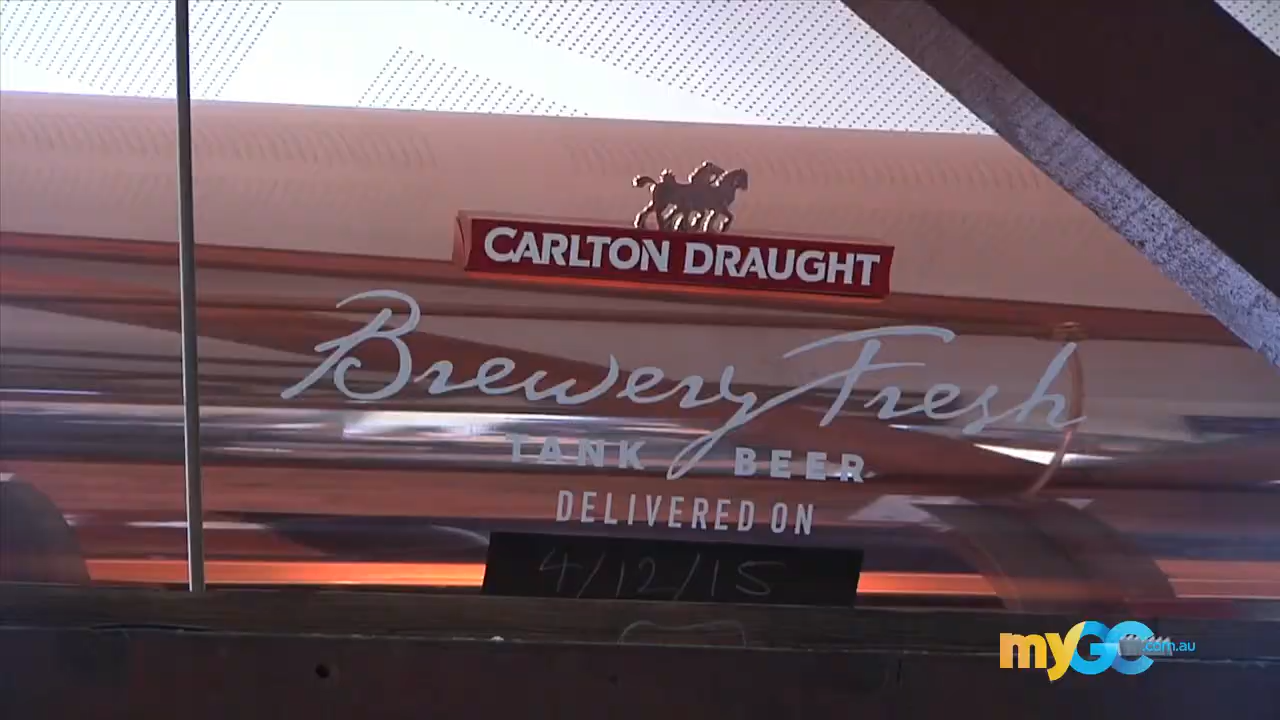 CARLTON DRAUGHT
Brewery Fresh
TANK BEER
DELIVERED ON
4/12/15
myGC.com.au